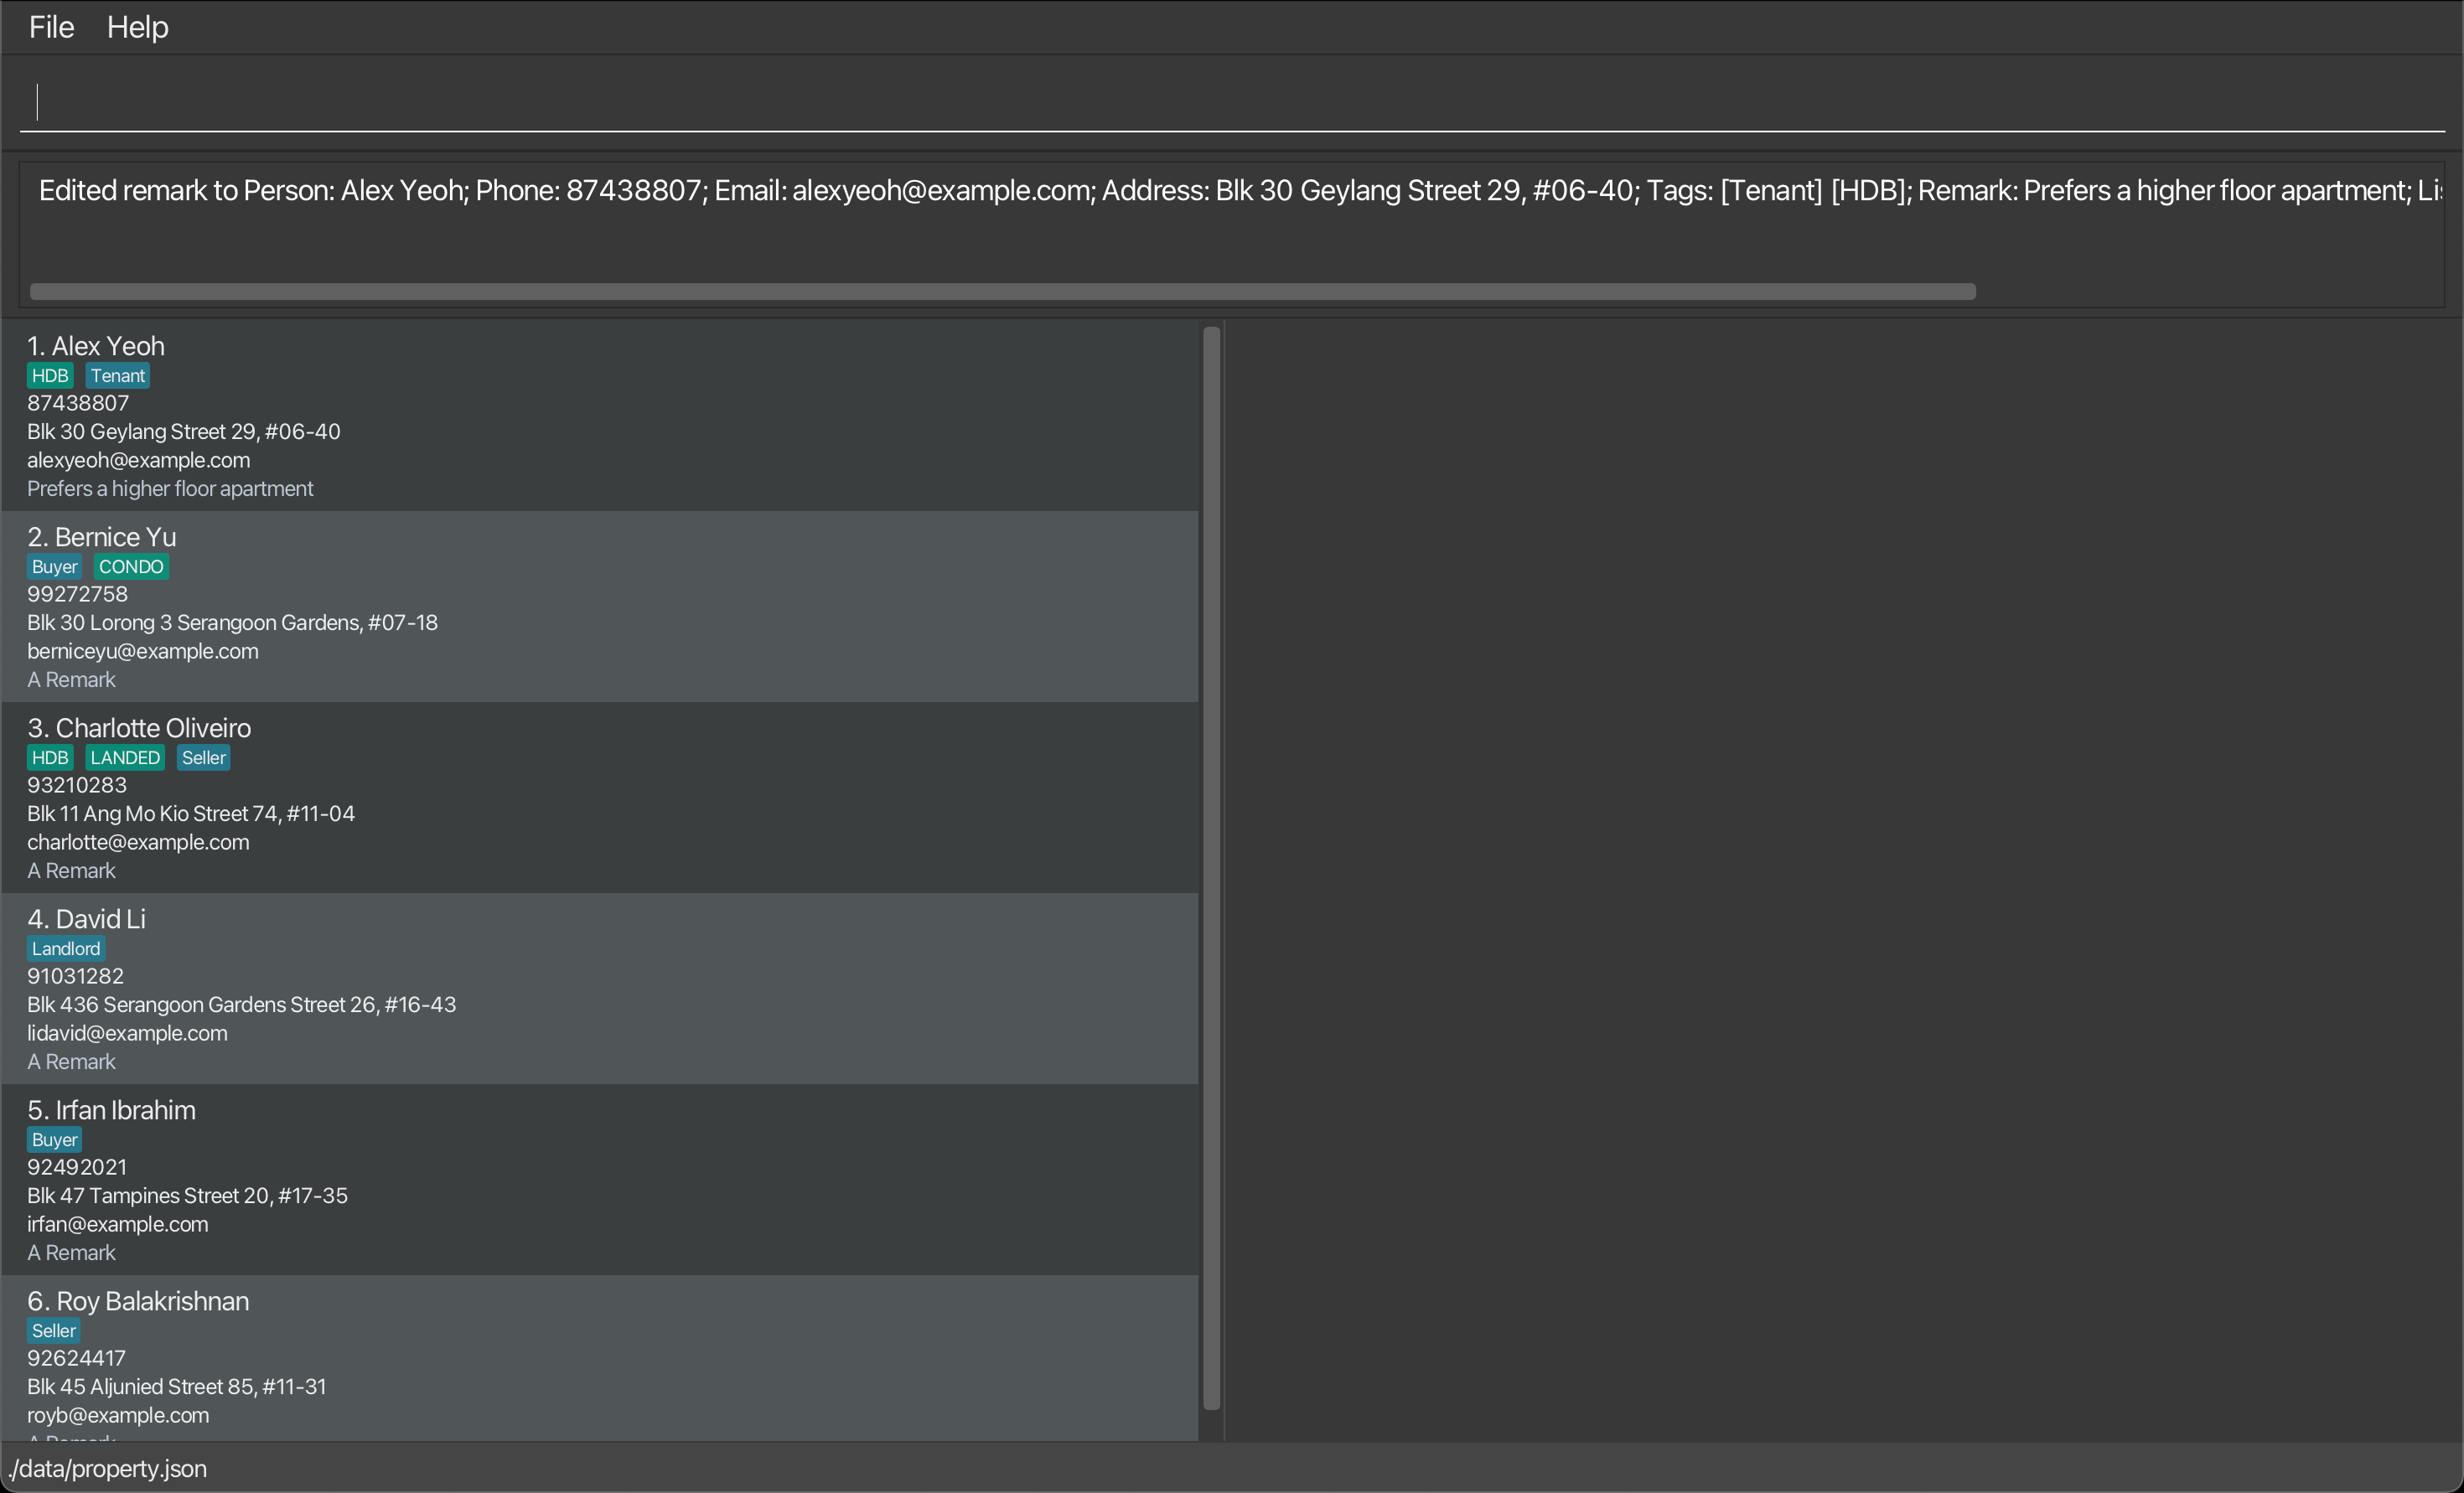 File Help
Edited remark to Person: Alex Yeoh; Phone: 87438807; Email: alexyeoh@example.com; Address: Blk 30 Geylang Street 29, #06-40; Tags: [Tenant] [HDB]; Remark: Prefers a higher floor apartment;
1. Alex Yeoh
HDB Tenant
87438807
Blk 30 Geylang Street 29, #06-40
alexyeoh@example.com
Prefers a higher floor apartment
2. Bernice Yu
Buyer CONDO
99272758
Blk 30 Lorong 3 Serangoon Gardens, #07-18
berniceyu@example.com
A Remark
3. Charlotte Oliveiro
HDB LANDED Seller
93210283
Blk 11 Ang Mo Kio Street 74, #11-04
charlotte@example.com
A Remark
4. David Li
Landlord
91031282
Blk 436 Serangoon Gardens Street 26, #16-43
lidavid@example.com
A Remark
5. Irfan Ibrahim
Buyer
92492021
Blk 47 Tampines Street 20, #17-35
irfan@example.com
A Remark
6. Roy Balakrishnan
Seller
92624417
Blk 45 Aljunied Street 85, #11-31
royb@example.com
./data/property.json